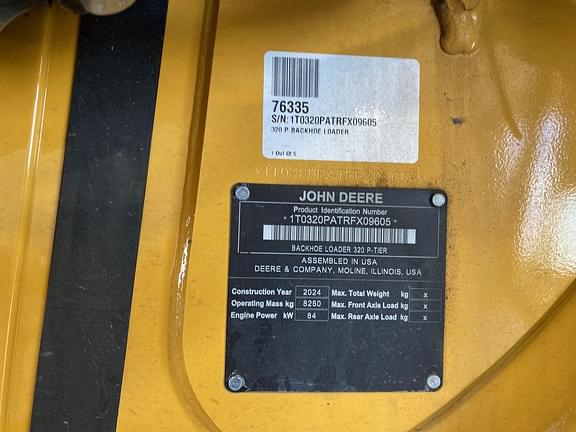 76335
S/N: 1T0320PATRFX09605
320 P BACKHOE LOADER
1 Out Of 5
JOHN DEERE
Product Identification Number
*1T0320PATRFX09605*
BACKHOE LOADER 320 P-TIER
ASSEMBLED IN USA
DEERE & COMPANY, MOLINE, ILLINOIS, USA
Construction Year 2024 Max. Total Weight kg x
Operating Mass kg 8250 Max. Front Axle Load kg x
Engine Power kW 84 Max. Rear Axle Load kg x